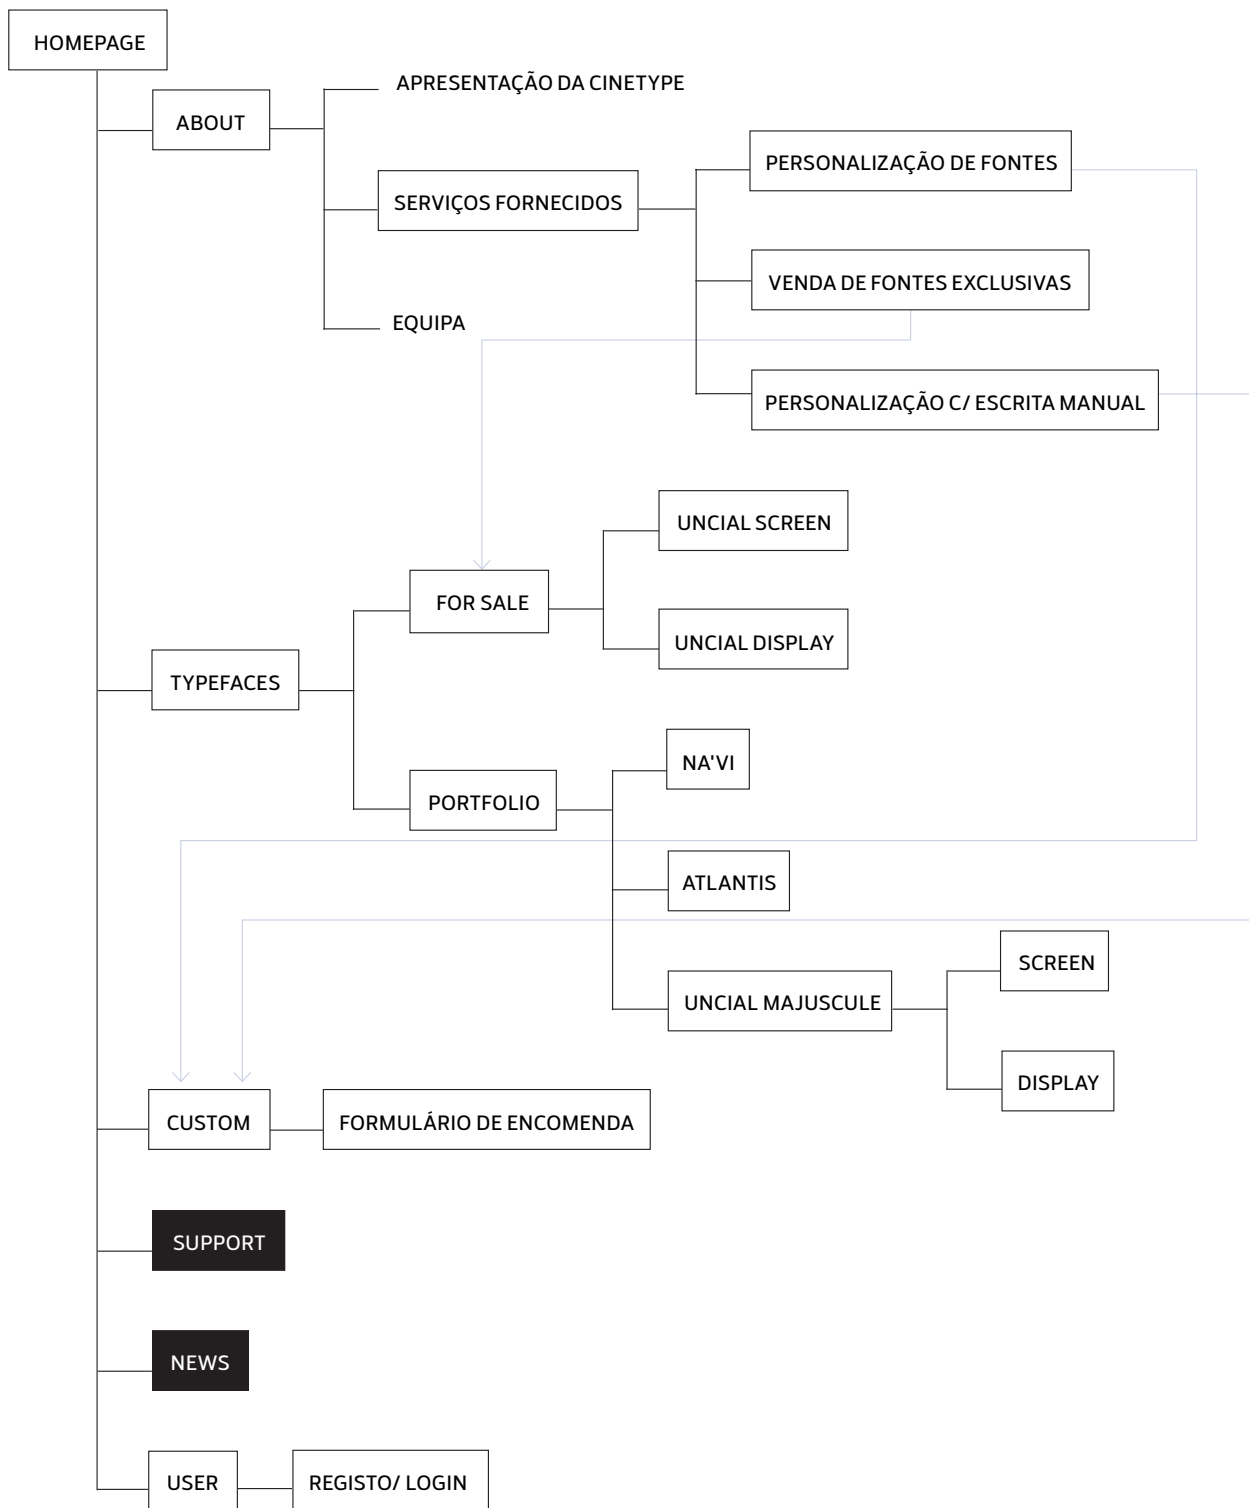 HOMEPAGE
APRESENTAÇÃO DA CINETYPE
ABOUT
PERSONALIZAÇÃO DE FONTES
SERVIÇOS FORNECIDOS
VENDA DE FONTES EXCLUSIVAS
EQUIPA
PERSONALIZAÇÃO C/ ESCRITA MANUAL
UNCIAL SCREEN
FOR SALE
UNCIAL DISPLAY
TYPEFACES
NA'VI
PORTFOLIO
ATLANTIS
SCREEN
UNCIAL MAJUSCULE
DISPLAY
CUSTOM
FORMULÁRIO DE ENCOMENDA
SUPPORT
NEWS
USER
REGISTO/ LOGIN